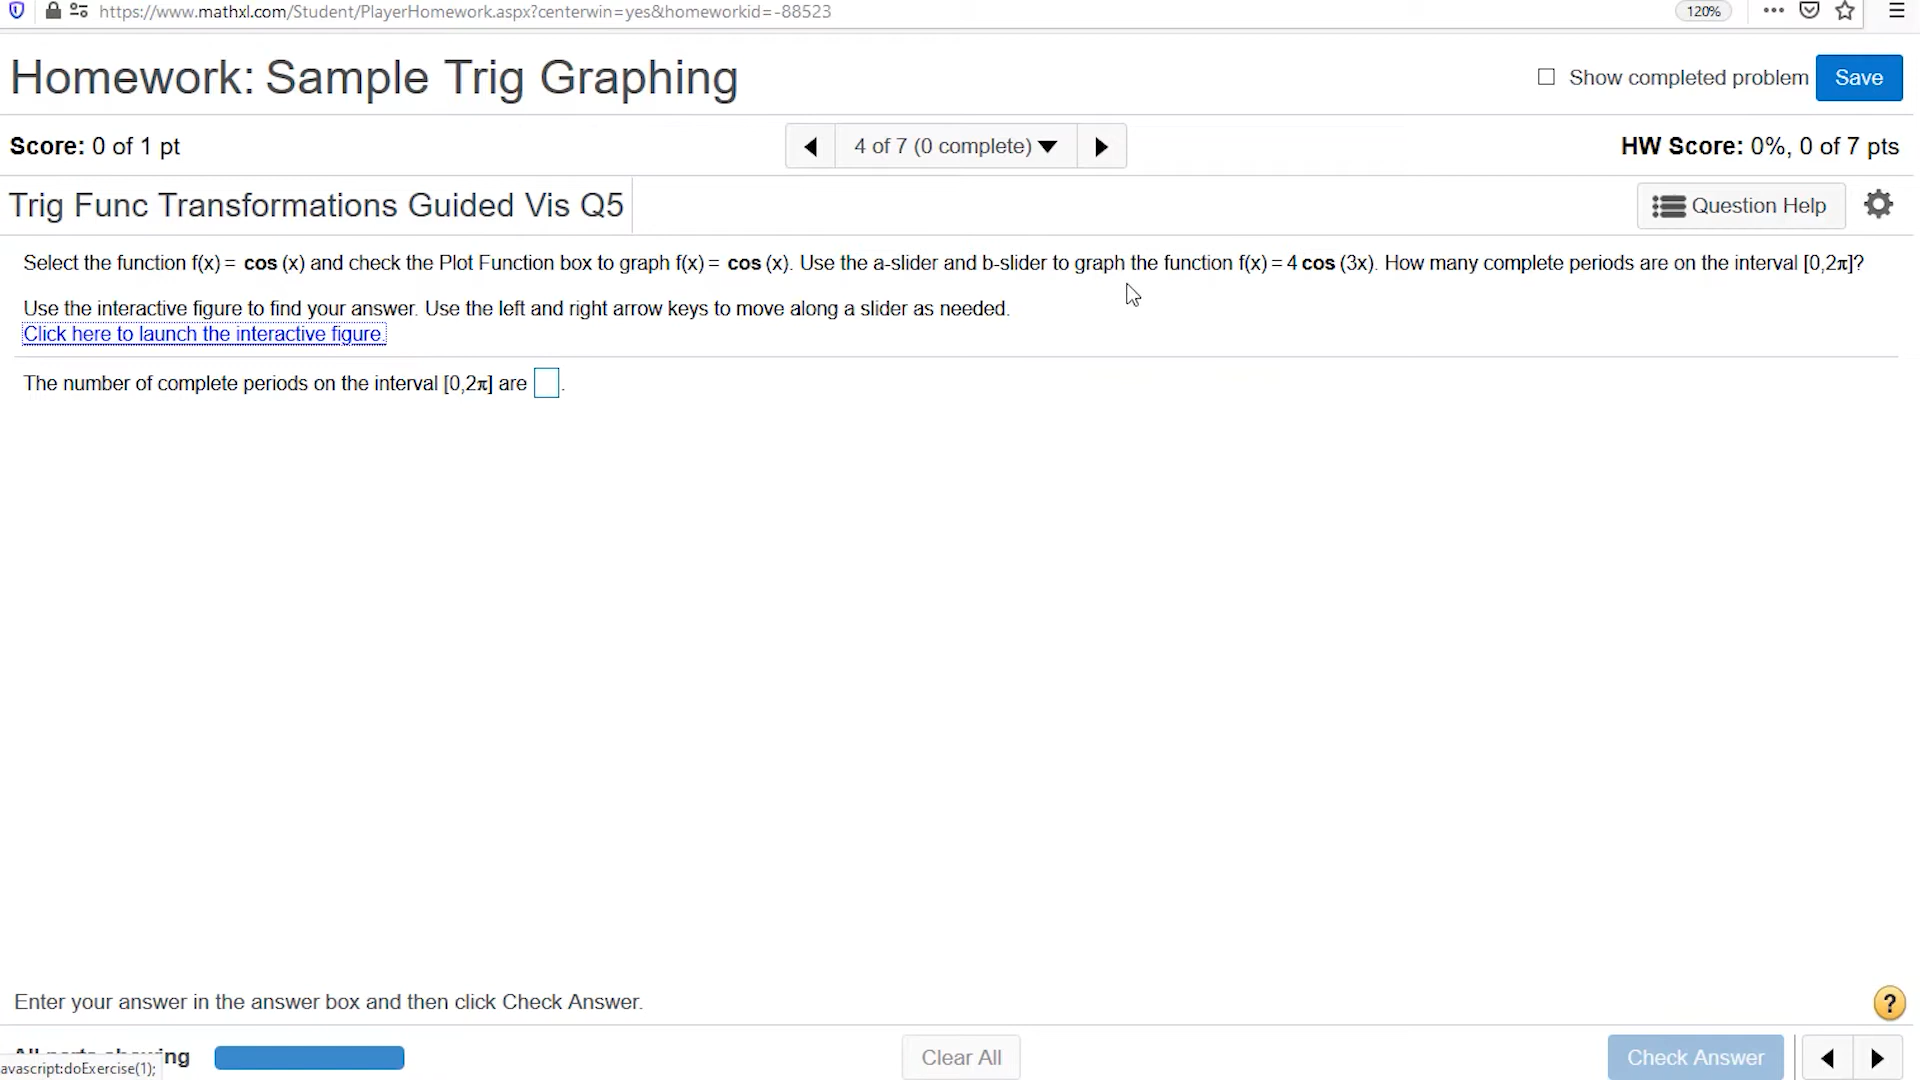 https://www.mathxl.com/Student/PlayerHomework.aspx?centerwin=yes&homeworkid=-88523
120%
Homework: Sample Trig Graphing
Show completed problem
Save
Score: 0 of 1 pt
4 of 7 (0 complete)
HW Score: 0%, 0 of 7 pts
Trig Func Transformations Guided Vis Q5
Question Help
Select the function f(x) = cos (x) and check the Plot Function box to graph f(x) = cos (x). Use the a-slider and b-slider to graph the function f(x) = 4 cos (3x). How many complete periods are on the interval [0,2π]?
Use the interactive figure to find your answer. Use the left and right arrow keys to move along a slider as needed.
Click here to launch the interactive figure.
The number of complete periods on the interval [0,2π] are .
Enter your answer in the answer box and then click Check Answer.
?
avascript:doExercise(1);
Clear All
Check Answer